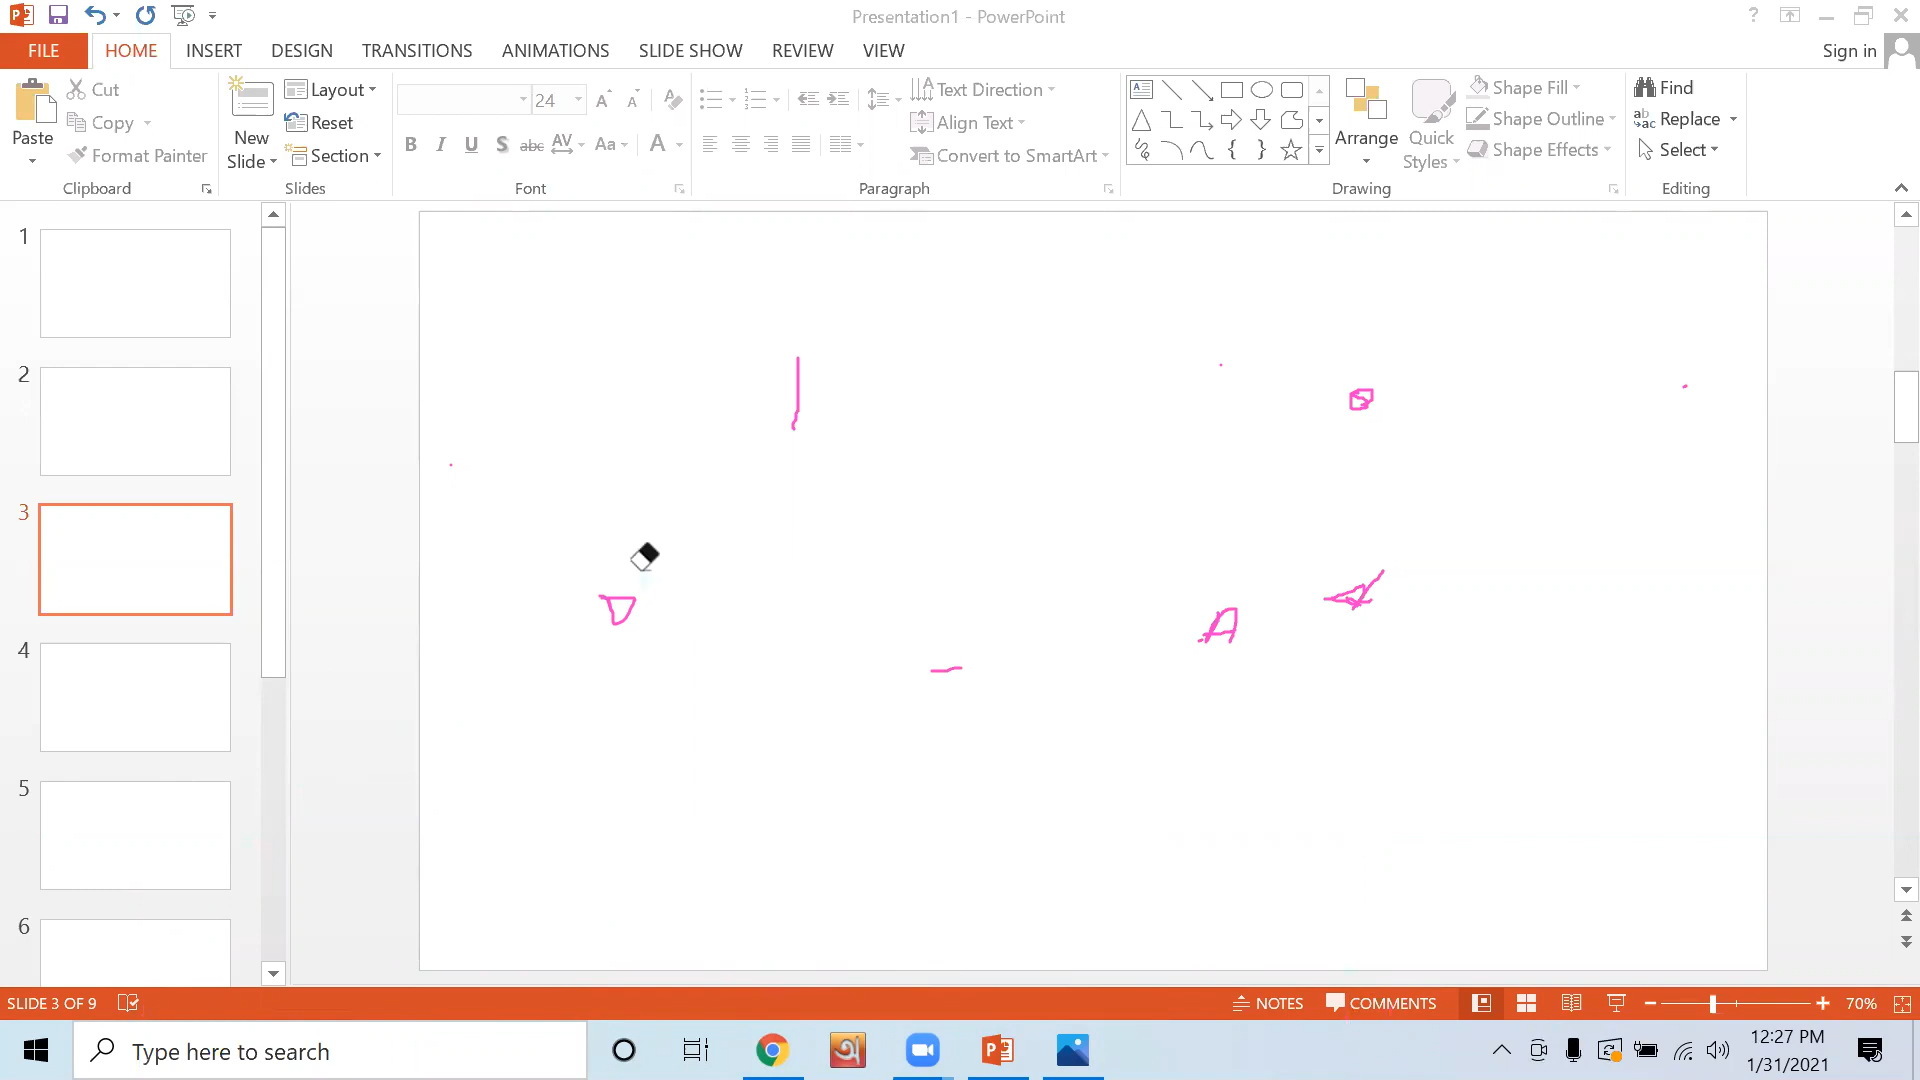 Presentation1 - PowerPoint
?
FILE HOME INSERT DESIGN TRANSITIONS ANIMATIONS SLIDE SHOW REVIEW VIEW Sign in
Paste
Cut
Copy
Format Painter
Clipboard
New Slide
Layout
Reset
Section
Slides
24
B I U S abc AV Aa A
Font
Text Direction
Align Text
Convert to SmartArt
Paragraph
Arrange
Quick Styles
Shape Fill
Shape Outline
Shape Effects
Drawing
Find
Replace
Select
Editing
1
2
3
4
5
6
A
SLIDE 3 OF 9 NOTES COMMENTS 70%
Type here to search
অ
12:27 PM
1/31/2021